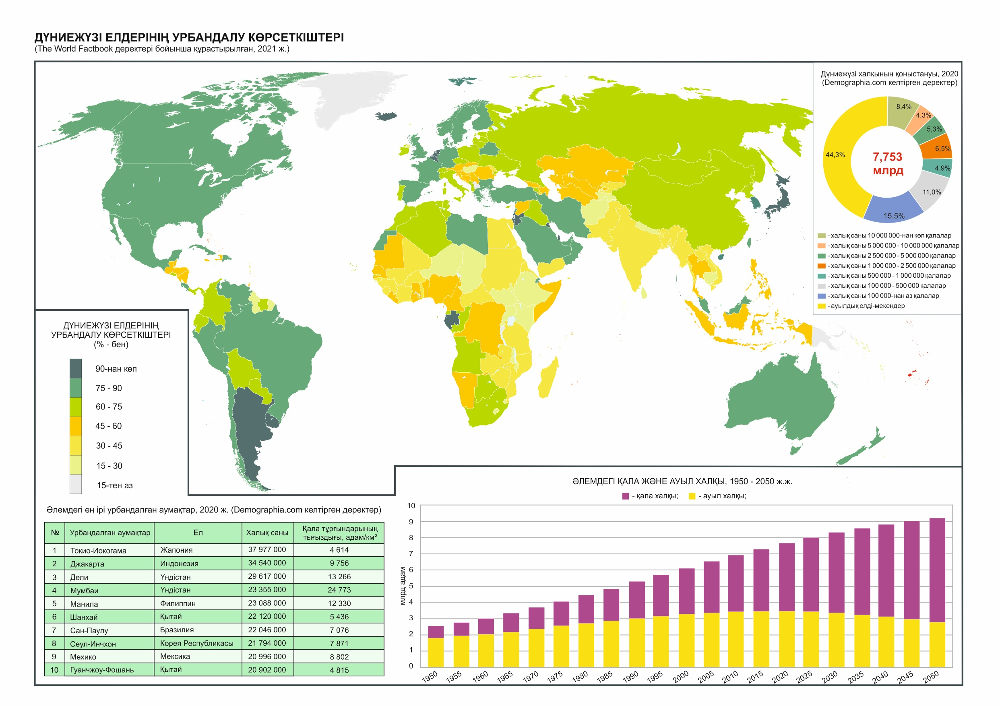 ДҮНИЕЖҮЗІ ЕЛДЕРІНІҢ УРБАНДАЛУ КӨРСЕТКІШТЕРІ
(The World Factbook деректері бойынша құрастырылған, 2021 ж.)
Дүниежүзі халқының қоныстануы, 2020
(Demographia.com келтірген деректер)
8,4%
4,3%
5,3%
6,5%
4,9%
11,0%
15,5%
44,3%
7,753
млрд
- халық саны 10 000 000-нан көп қалалар
- халық саны 5 000 000 - 10 000 000 қалалар
- халық саны 2 500 000 - 5 000 000 қалалар
- халық саны 1 000 000 - 2 500 000 қалалар
- халық саны 500 000 - 1 000 000 қалалар
- халық саны 100 000 - 500 000 қалалар
- халық саны 100 000-нан аз қалалар
- ауылдық елді-мекендер
ДҮНИЕЖҮЗІ ЕЛДЕРІНІҢ
УРБАНДАЛУ КӨРСЕТКІШТЕРІ
(% - бен)
90-нан көп
75 - 90
60 - 75
45 - 60
30 - 45
15 - 30
15-тен аз
Әлемдегі ең ірі урбандалған аумақтар, 2020 ж. (Demographia.com келтірген деректер)
№ Урбандалған аумақтар Ел Халық саны Қала тұрғындарының тығыздығы, адам/км²
1 Токио-Иокогама Жапония 37 977 000 4 614
2 Джакарта Индонезия 34 540 000 9 756
3 Дели Үндістан 29 617 000 13 266
4 Мумбаи Үндістан 23 355 000 24 773
5 Манила Филиппин 23 088 000 12 330
6 Шанхай Қытай 22 120 000 5 436
7 Сан-Паулу Бразилия 22 046 000 7 076
8 Сеул-Инчхон Корея Республикасы 21 794 000 7 871
9 Мехико Мексика 20 996 000 8 802
10 Гуанчжоу-Фошань Қытай 20 902 000 4 815
ӘЛЕМДЕГІ ҚАЛА ЖӘНЕ АУЫЛ ХАЛҚЫ, 1950 - 2050 ж.ж.
- қала халқы; - ауыл халқы;
млрд адам
10
9
8
7
6
5
4
3
2
1
0
1950 1955 1960 1965 1970 1975 1980 1985 1990 1995 2000 2005 2010 2015 2020 2025 2030 2035 2040 2045 2050